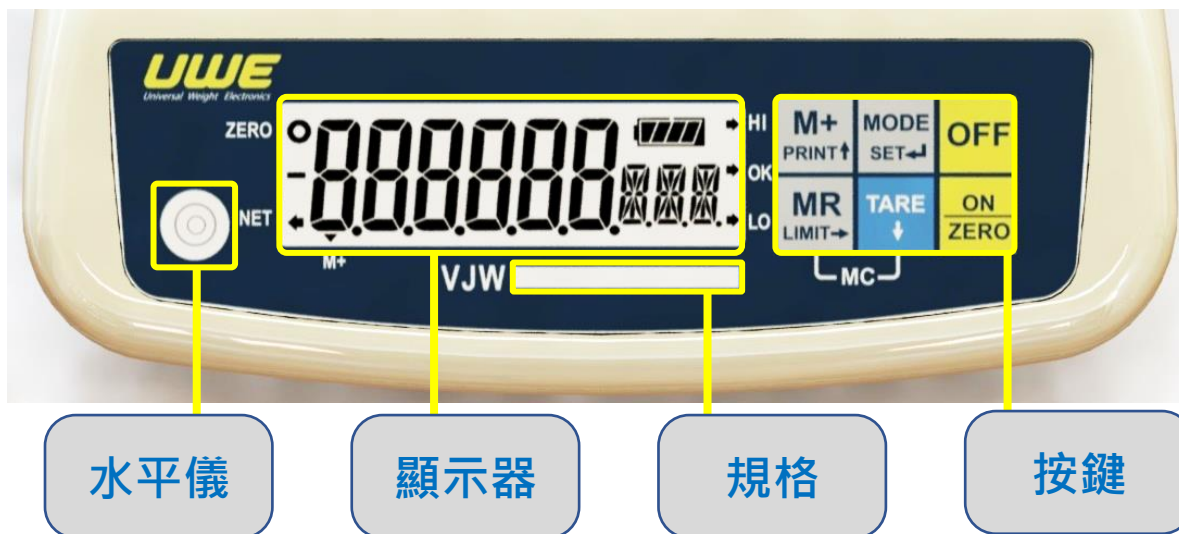 UWE
Universal Weight Electronics
ZERO
NET
888888
M+
HI
OK
LO
VJW
M+
PRINT↑
MODE
SET↵
OFF
MR
LIMIT→
TARE
↓
ON
ZERO
MC
水平儀
顯示器
規格
按鍵